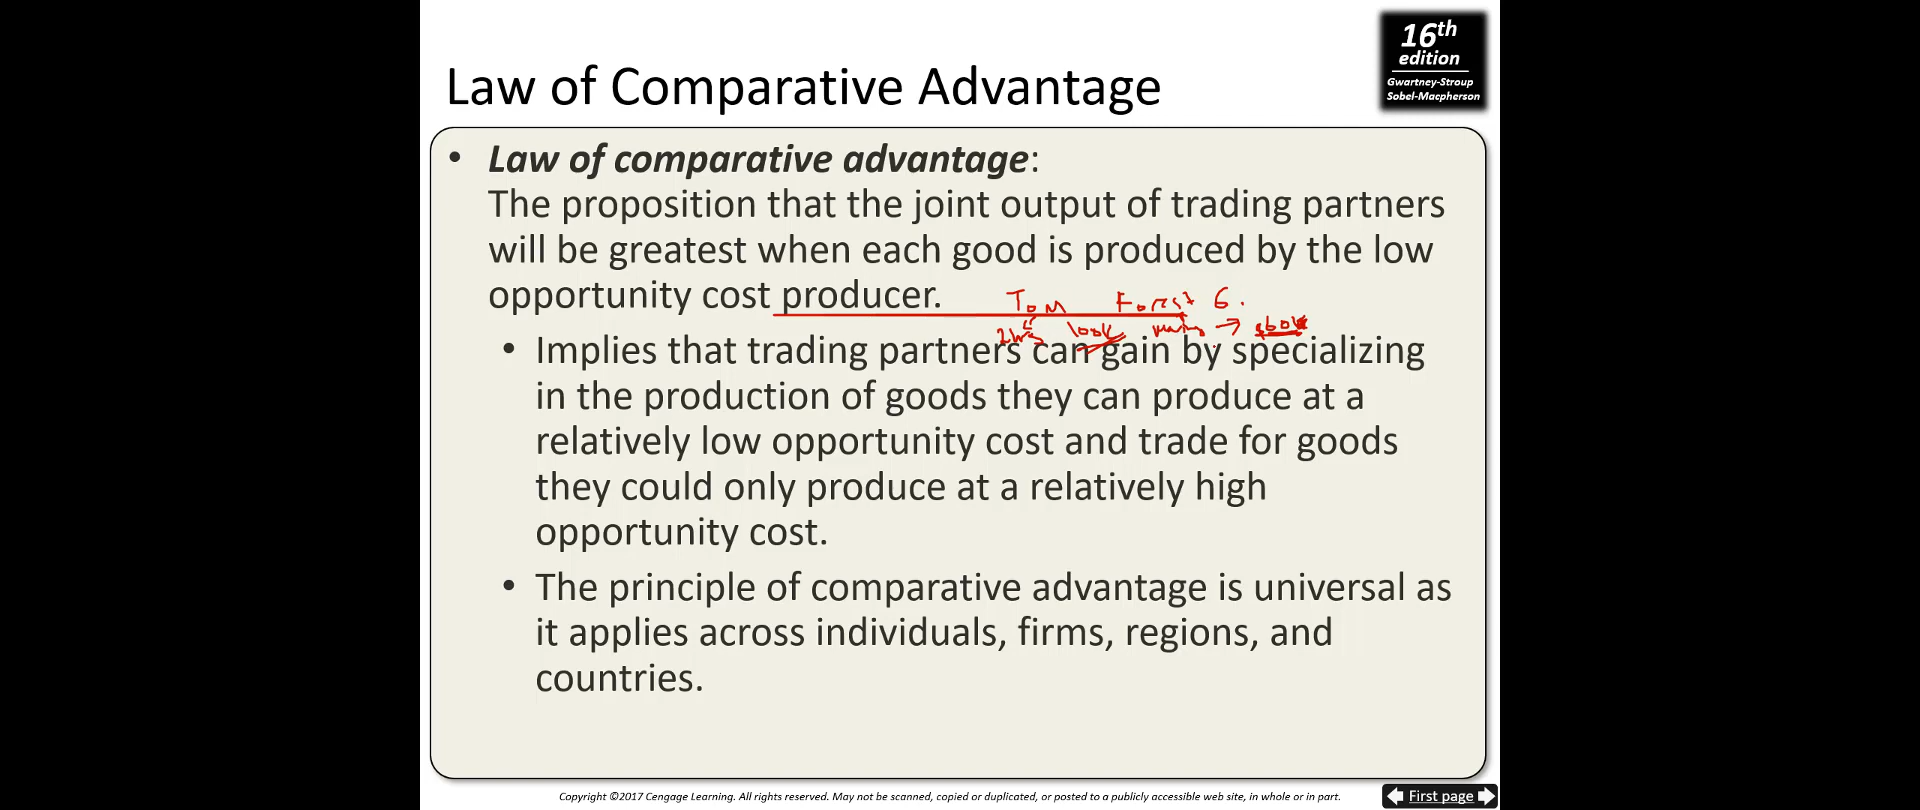 16th
edition
Gwartney-Stroup
Sobel-Macpherson
Law of Comparative Advantage
• Law of comparative advantage:
The proposition that the joint output of trading partners
will be greatest when each good is produced by the low
opportunity cost producer.
Tom Forest G.
2hrs 100k
• Implies that trading partners can gain by specializing
in the production of goods they can produce at a
relatively low opportunity cost and trade for goods
they could only produce at a relatively high
opportunity cost.
• The principle of comparative advantage is universal as
it applies across individuals, firms, regions, and
countries.
Copyright ©2017 Cengage Learning. All rights reserved. May not be scanned, copied or duplicated, or posted to a publicly accessible web site, in whole or in part.
First page